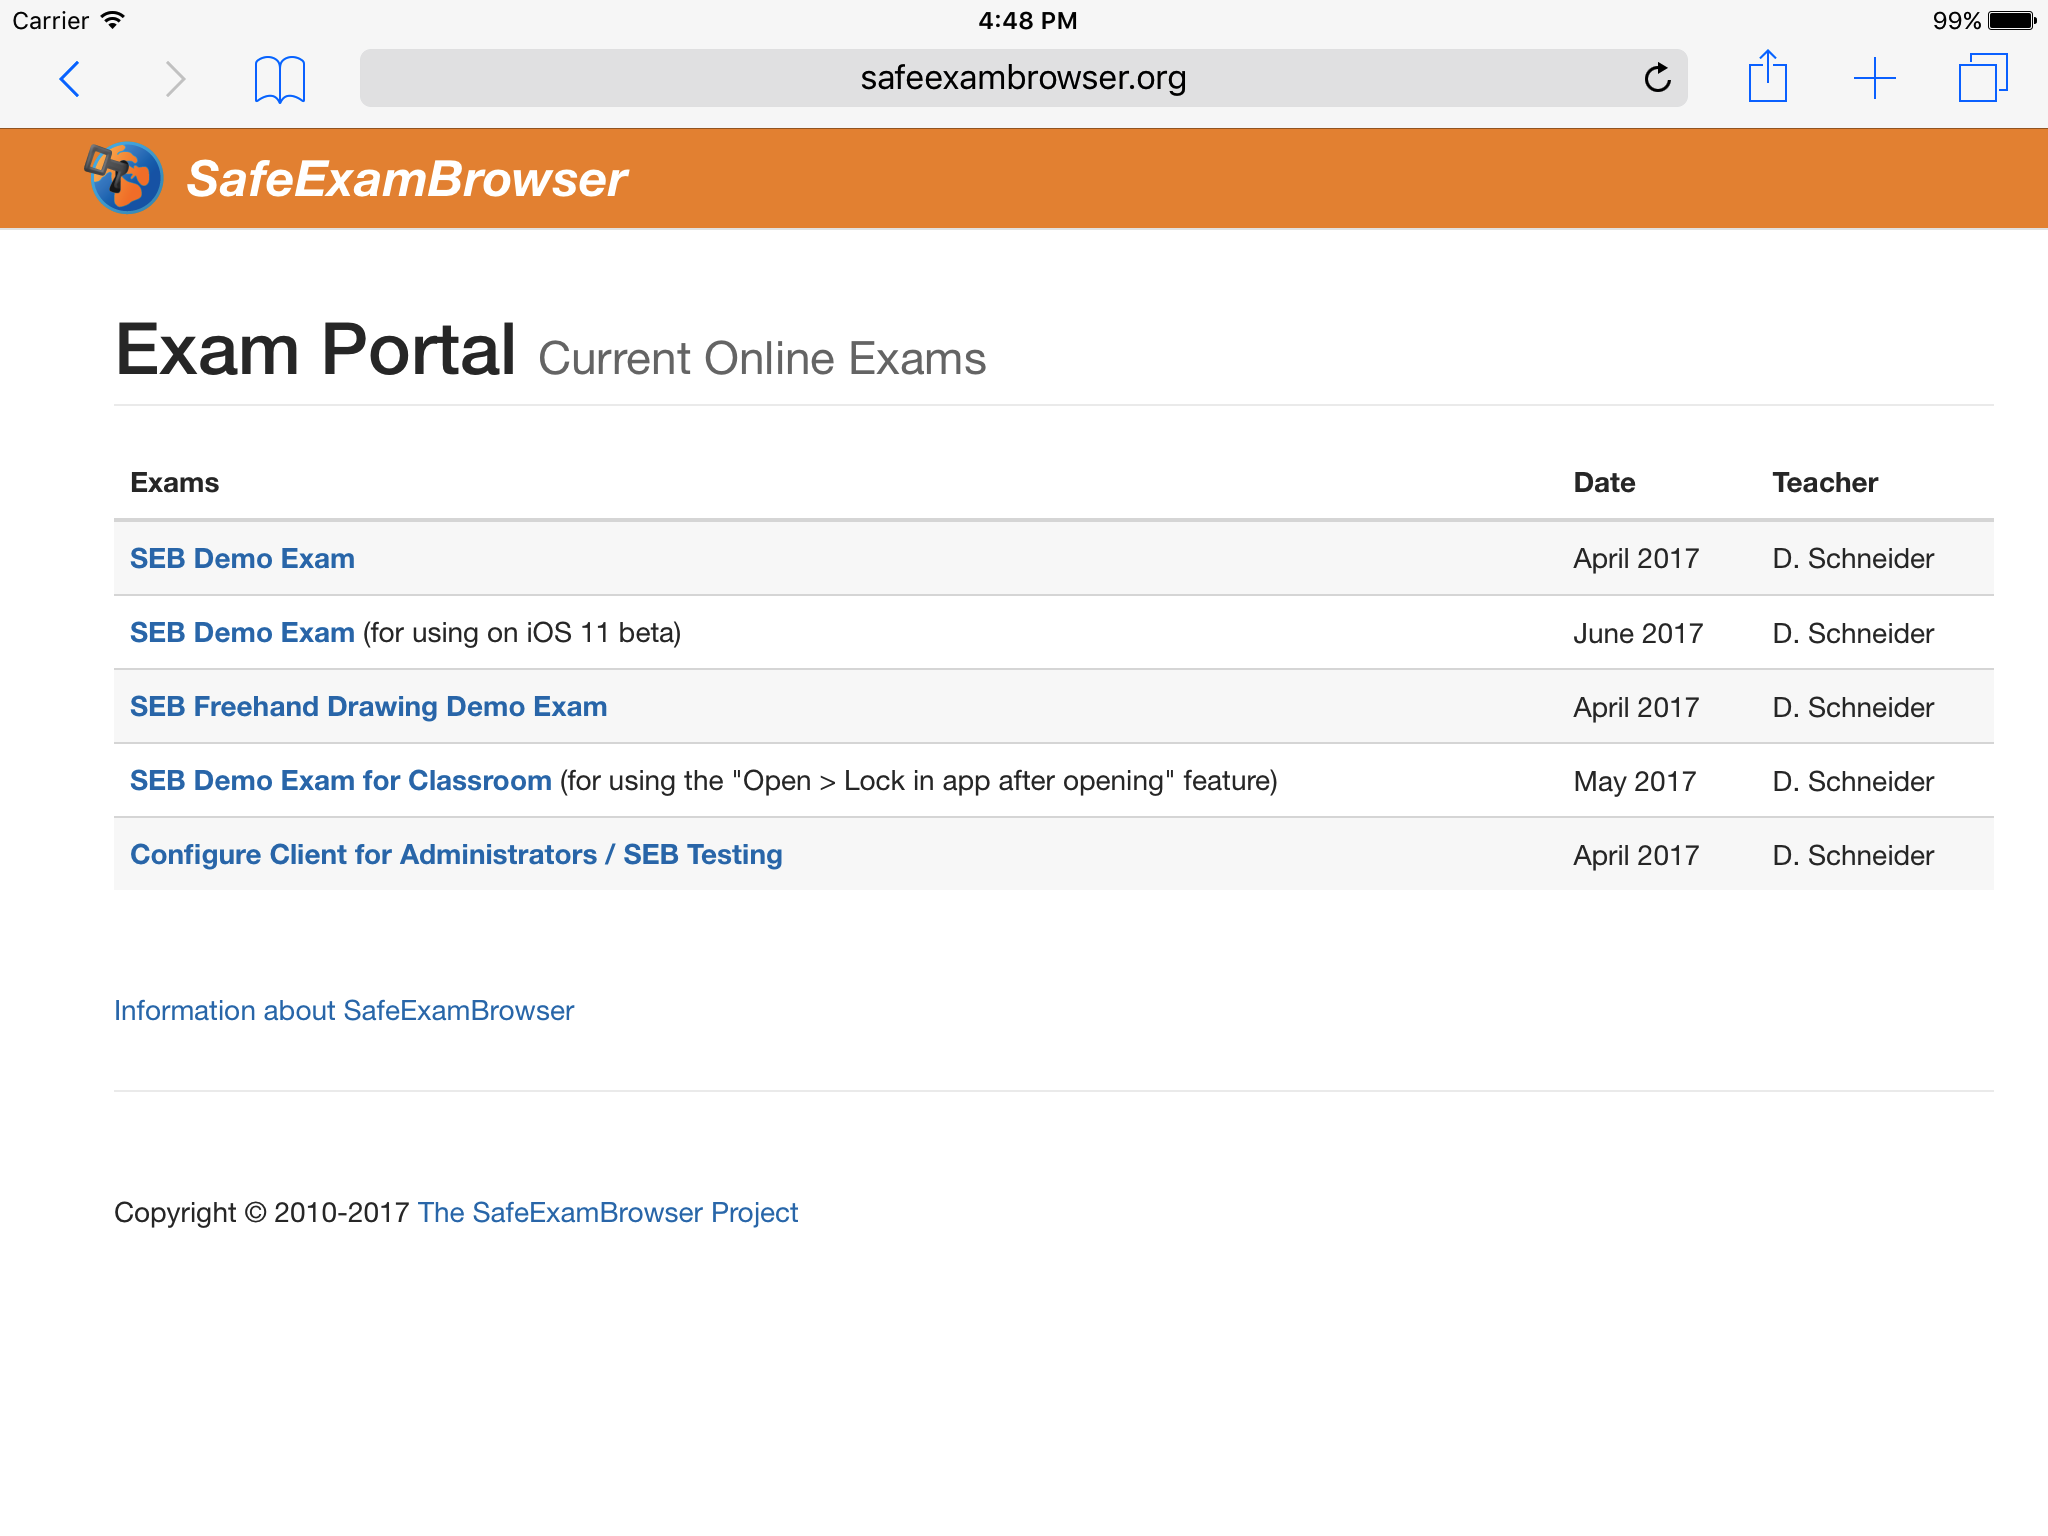 Carrier 4:48 PM 99%
safeexambrowser.org
SafeExamBrowser
Exam Portal Current Online Exams
Exams Date Teacher
SEB Demo Exam April 2017 D. Schneider
SEB Demo Exam (for using on iOS 11 beta) June 2017 D. Schneider
SEB Freehand Drawing Demo Exam April 2017 D. Schneider
SEB Demo Exam for Classroom (for using the "Open > Lock in app after opening" feature) May 2017 D. Schneider
Configure Client for Administrators / SEB Testing April 2017 D. Schneider
Information about SafeExamBrowser
Copyright © 2010-2017 The SafeExamBrowser Project